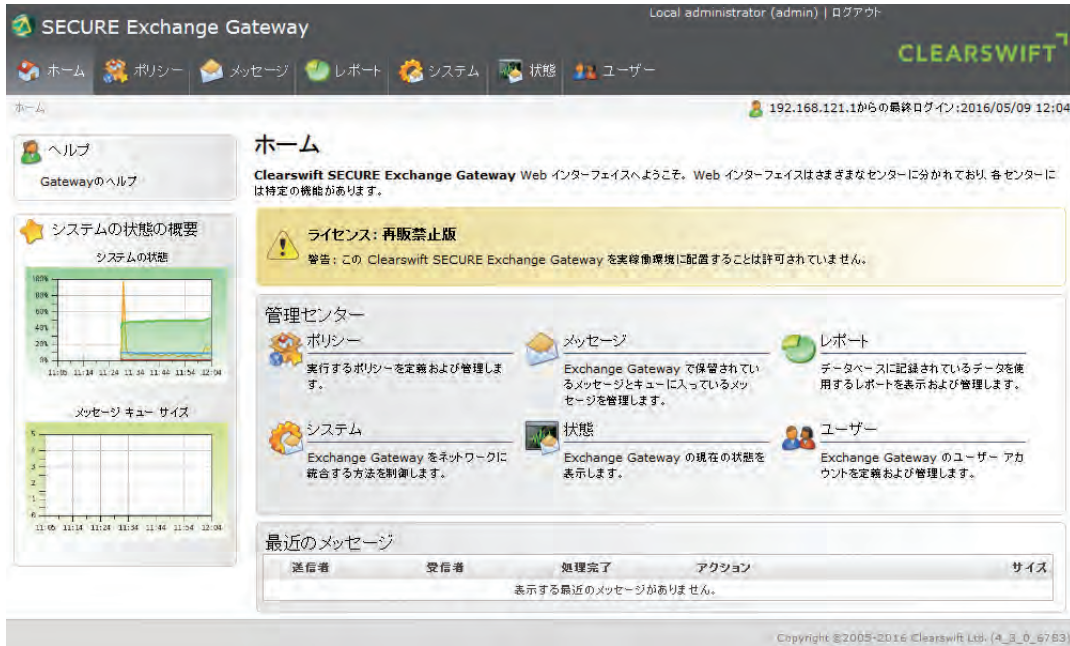 SECURE Exchange Gateway
Local administrator (admin) | ログアウト
CLEARSWIFT
ホーム ポリシー メッセージ レポート システム 状態 ユーザー
ホーム
192.168.121.1からの最終ログイン:2016/05/09 12:04
ヘルプ
Gatewayのヘルプ
システムの状態の概要
システムの状態
100%
80%
60%
40%
20%
0%
11:05 11:14 11:24 11:34 11:44 11:54 12:04
メッセージ キュー サイズ
5
4
3
2
1
0
11:05 11:14 11:24 11:34 11:44 11:54 12:04
ホーム
Clearswift SECURE Exchange Gateway Web インターフェイスへようこそ。Web インターフェイスはさまざまなセンターに分かれており、各センターに
は特定の機能があります。
ライセンス: 再販禁止版
警告: この Clearswift SECURE Exchange Gateway を実稼働環境に配置することは許可されていません。
管理センター
ポリシー
実行するポリシーを定義および管理しま
す。
メッセージ
Exchange Gateway で保留されてい
るメッセージとキューに入っているメッ
セージを管理します。
レポート
データベースに記録されているデータを使
用するレポートを表示および管理します。
システム
Exchange Gateway をネットワークに
統合する方法を制御します。
状態
Exchange Gateway の現在の状態を
表示します。
ユーザー
Exchange Gateway のユーザー アカ
ウントを定義および管理します。
最近のメッセージ
送信者 受信者 処理完了 アクション サイズ
表示する最近のメッセージがありません。
Copyright ©2005-2016 Clearswift Ltd. (4_3_0_6763)